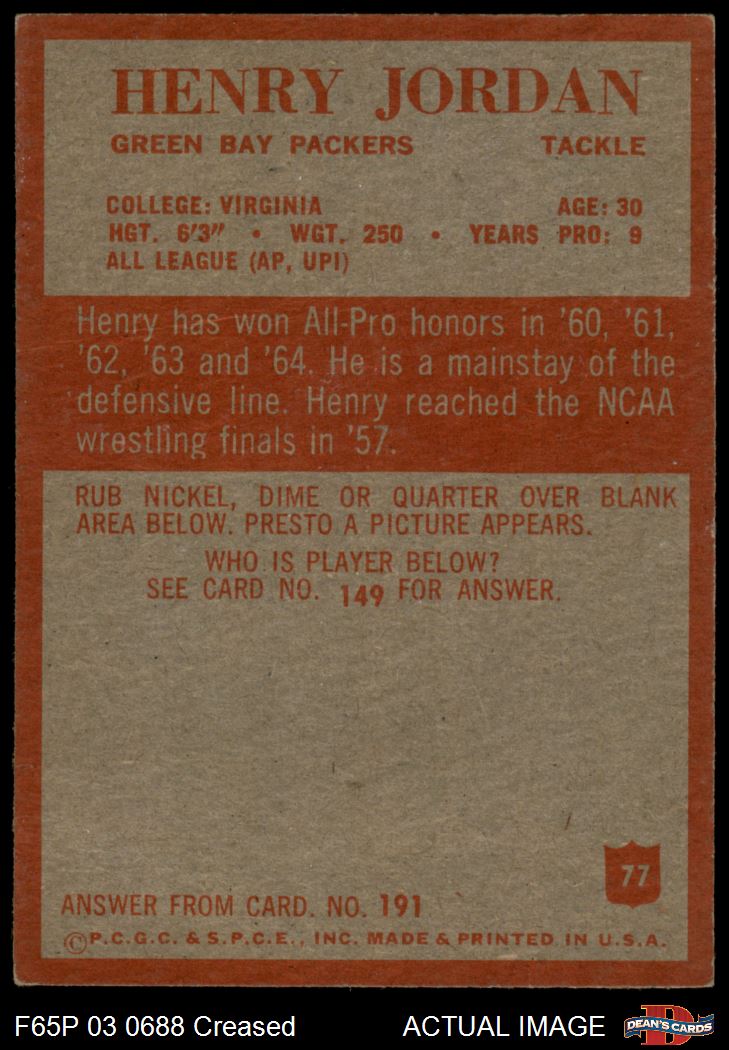 HENRY JORDAN
GREEN BAY PACKERS TACKLE
COLLEGE: VIRGINIA AGE: 30
HGT. 6'3" • WGT. 250 • YEARS PRO: 9
ALL LEAGUE (AP, UPI)
Henry has won All-Pro honors in '60, '61,
'62, '63 and '64. He is a mainstay of the
defensive line. Henry reached the NCAA
wrestling finals in '57.
RUB NICKEL, DIME OR QUARTER OVER BLANK
AREA BELOW. PRESTO A PICTURE APPEARS.
WHO IS PLAYER BELOW?
SEE CARD NO. 149 FOR ANSWER.
77
ANSWER FROM CARD. NO. 191
©P.C.G.C. & S.P.C.E., INC. MADE & PRINTED IN U.S.A.
F65P 03 0688 Creased ACTUAL IMAGE DEAN'S CARDS